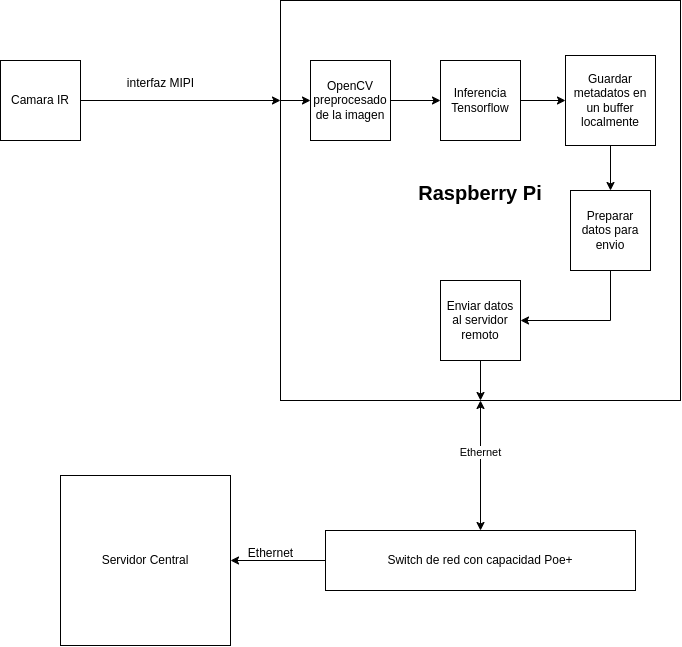 interfaz MIPI
Camara IR
OpenCV
preprocesado
de la imagen
Inferencia
Tensorflow
Guardar
metadatos en
un buffer
localmente
Raspberry Pi
Preparar
datos para
envio
Enviar datos
al servidor
remoto
Ethernet
Servidor Central
Ethernet
Switch de red con capacidad Poe+